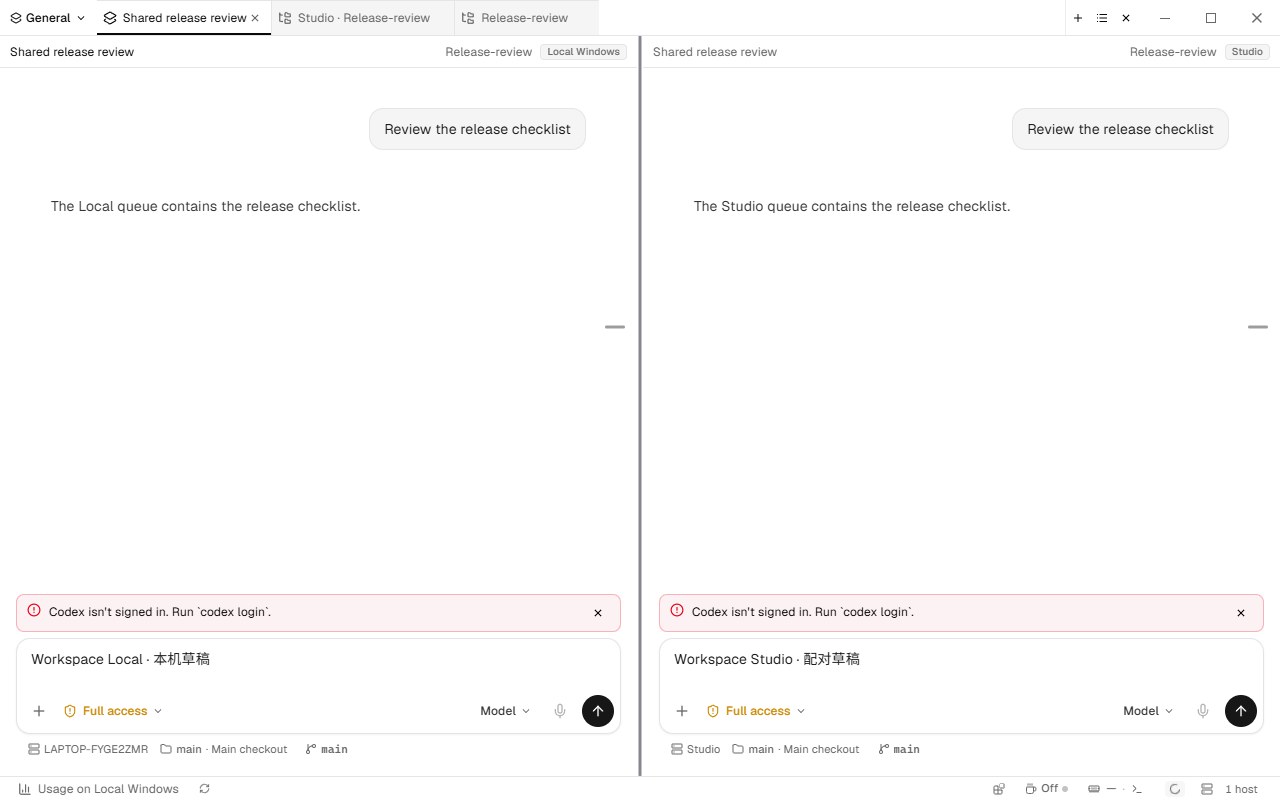 General
Shared release review
Studio · Release-review
Release-review
Shared release review
Release-review
Local Windows
Shared release review
Release-review
Studio
Review the release checklist
The Local queue contains the release checklist.
Codex isn't signed in. Run `codex login`.
Workspace Local · 本机草稿
Full access
Model
LAPTOP-FYGE2ZMR
main · Main checkout
main
Review the release checklist
The Studio queue contains the release checklist.
Codex isn't signed in. Run `codex login`.
Workspace Studio · 配对草稿
Full access
Model
Studio
main · Main checkout
main
Usage on Local Windows
Off
— ·
1 host